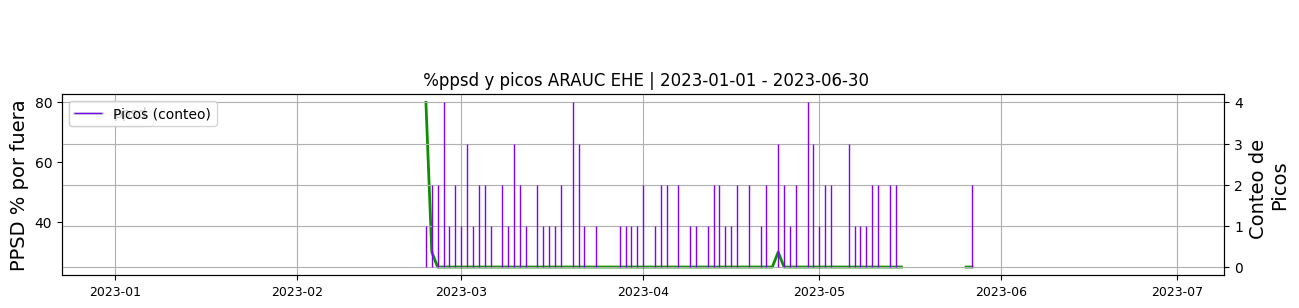 %ppsd y picos ARAUC EHE | 2023-01-01 - 2023-06-30
Picos (conteo)
PPSD % por fuera
80
60
40
4
3
2
1
0
Conteo de
Picos
2023-01 2023-02 2023-03 2023-04 2023-05 2023-06 2023-07